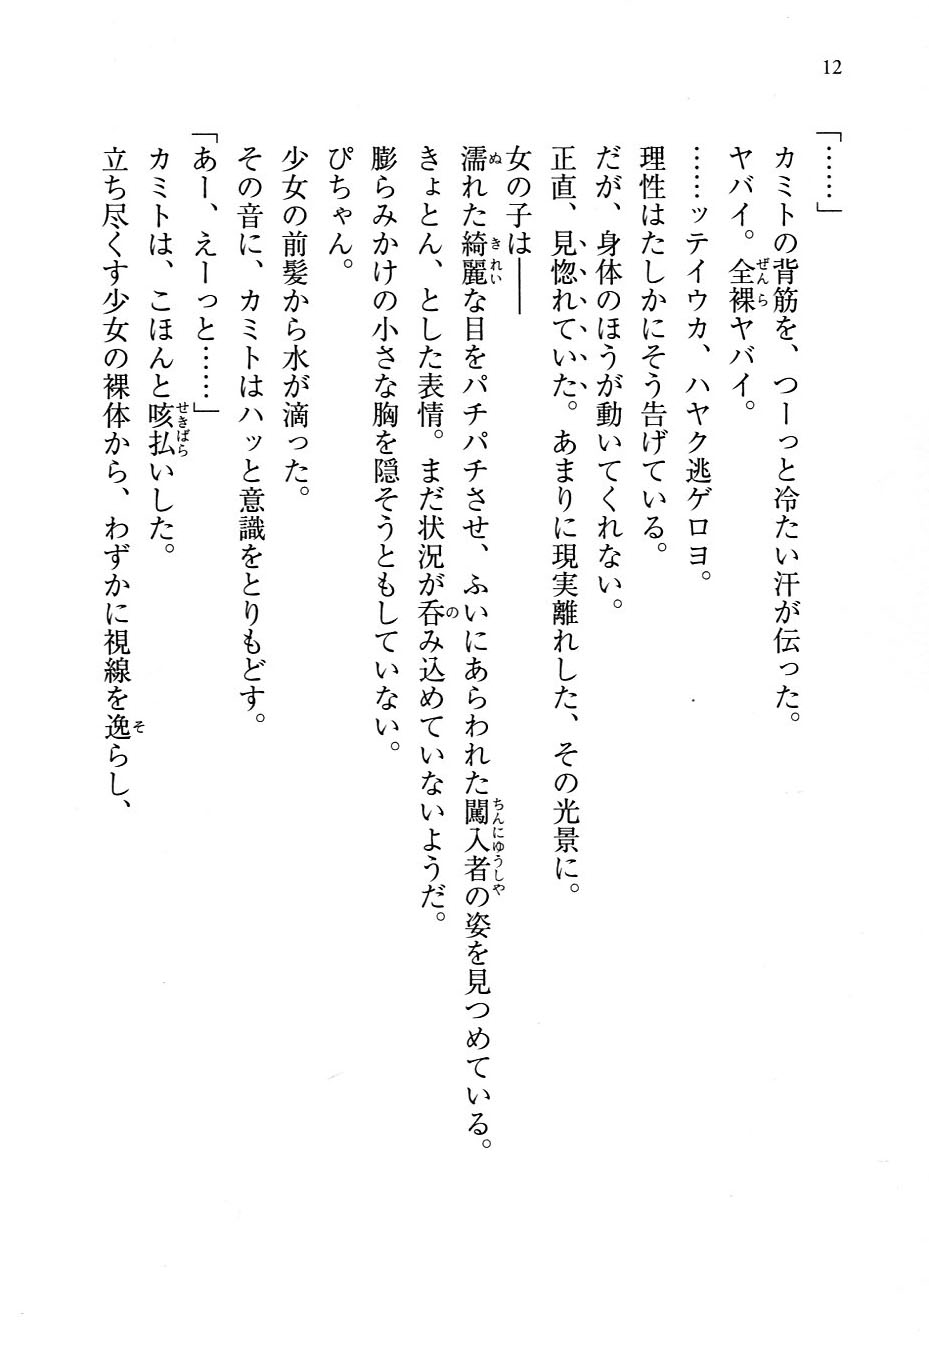 12
「……」
カミトの背筋を、つーっと冷たい汗が伝った。
ヤバイ。全裸ヤバイ。
……ッテイウカ、ハヤク逃ゲロヨ。
理性はたしかにそう告げている。
だが、身体のほうが動いてくれない。
正直、見惚れていた。あまりに現実離れした、その光景に。
女の子は――
濡れた綺麗な目をパチパチさせ、ふいにあらわれた闖入者の姿を見つめている。
きょとん、とした表情。まだ状況が呑み込めていないようだ。
膨らみかけの小さな胸を隠そうともしていない。
ぴちゃん。
少女の前髪から水が滴った。
その音に、カミトはハッと意識をとりもどす。
「あー、えーっと……」
カミトは、こほんと咳払いした。
立ち尽くす少女の裸体から、わずかに視線を逸らし、